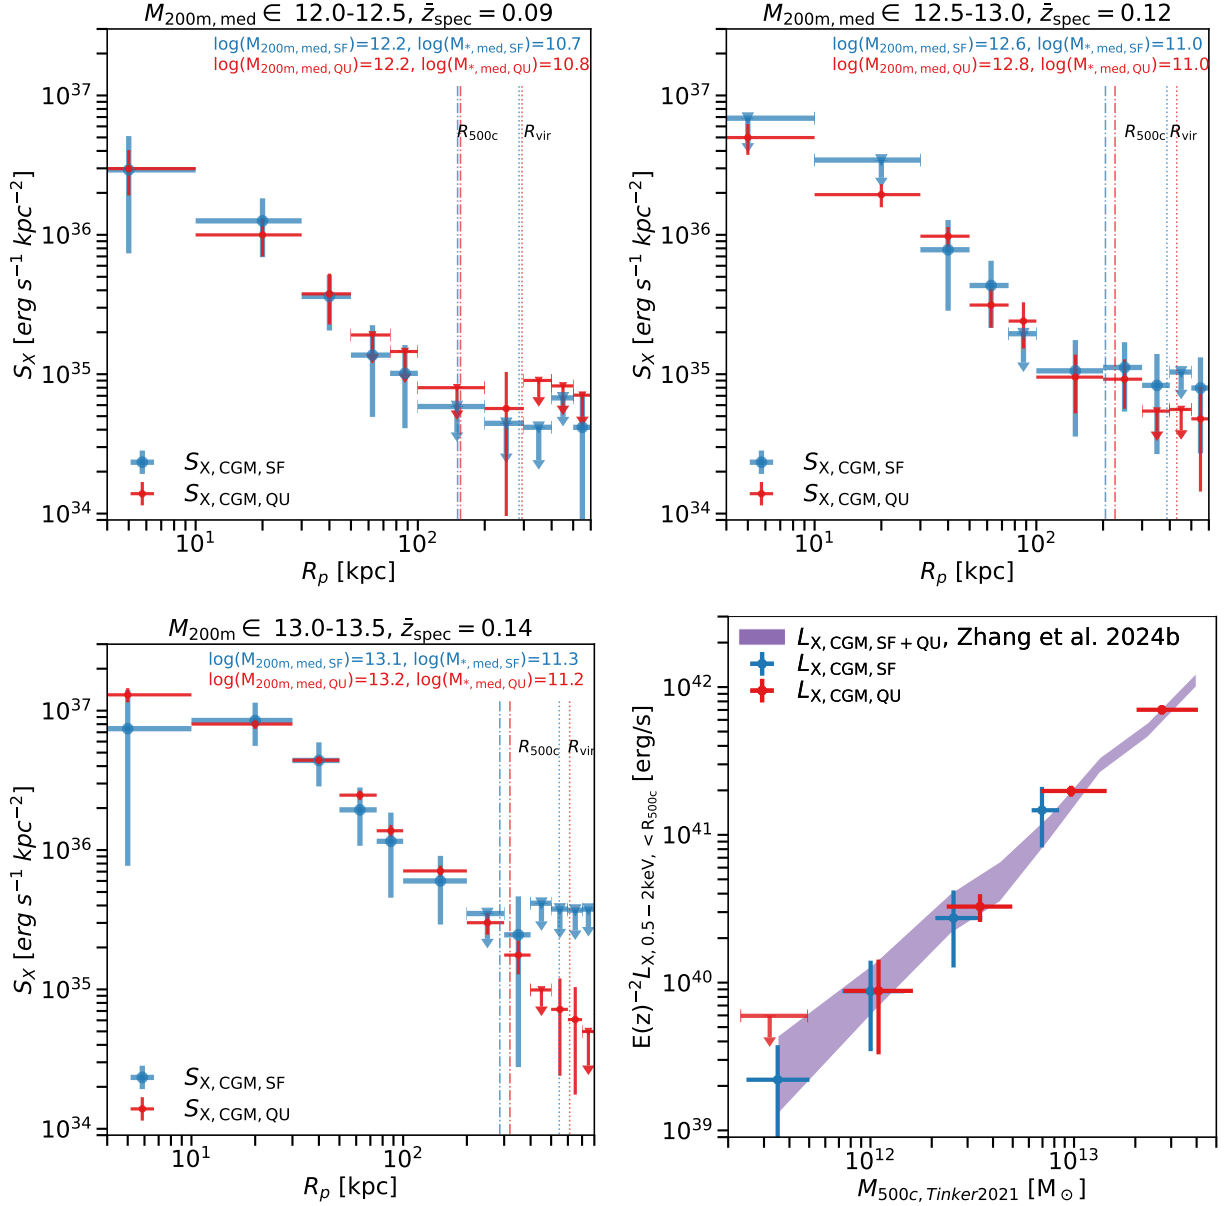 M200m, med ∈ 12.0-12.5, z̄spec = 0.09
log(M200m, med, SF)=12.2, log(M*, med, SF)=10.7
log(M200m, med, QU)=12.2, log(M*, med, QU)=10.8
10^37
10^36
10^35
10^34
R500c
Rvir
SX [erg s−1 kpc−2]
SX, CGM, SF
SX, CGM, QU
10^1
10^2
Rp [kpc]
M200m, med ∈ 12.5-13.0, z̄spec = 0.12
log(M200m, med, SF)=12.6, log(M*, med, SF)=11.0
log(M200m, med, QU)=12.8, log(M*, med, QU)=11.0
10^37
10^36
10^35
10^34
R500c
Rvir
SX [erg s−1 kpc−2]
SX, CGM, SF
SX, CGM, QU
10^1
10^2
Rp [kpc]
M200m ∈ 13.0-13.5, z̄spec = 0.14
log(M200m, med, SF)=13.1, log(M*, med, SF)=11.3
log(M200m, med, QU)=13.2, log(M*, med, QU)=11.2
10^37
10^36
10^35
10^34
R500c
Rvir
SX [erg s−1 kpc−2]
SX, CGM, SF
SX, CGM, QU
10^1
10^2
Rp [kpc]
LX, CGM, SF + QU, Zhang et al. 2024b
LX, CGM, SF
LX, CGM, QU
10^42
10^41
10^40
10^39
E(z)−2LX, 0.5 − 2keV, < R500c [erg/s]
10^12
10^13
M500c, Tinker2021 [M⊙]